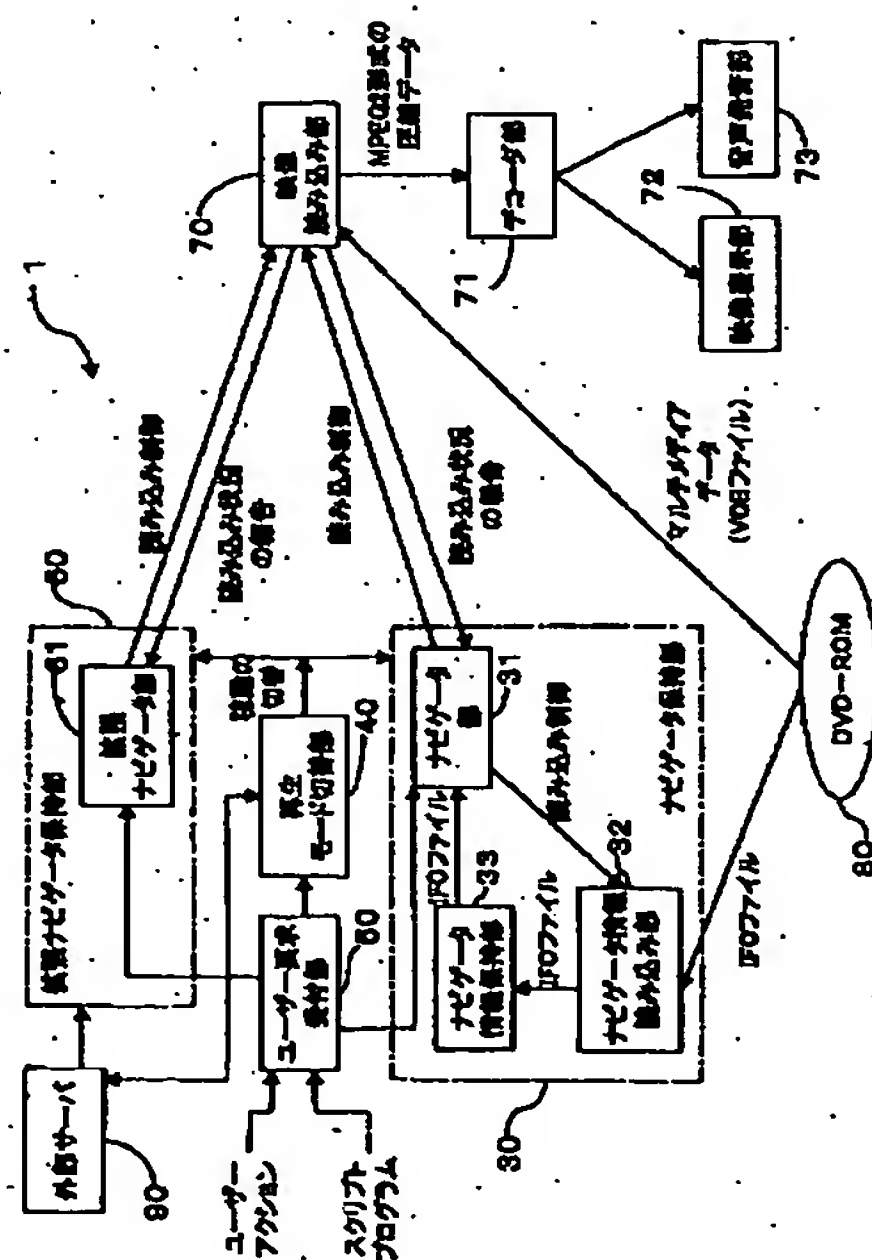 1
外部サーバ
拡張ナビゲータ保持部
拡張
ナビゲータ部
61
読み込み制御
読み込み状況
の報告
ユーザー
アクション
スクリプト
プログラム
ユーザー要求
受付部
再生
モード切替部
40
装置の
切替
映像
読み込み部
70
MPEG2形式の
圧縮データ
デコーダ部
71
映像表示部
72
音声発音部
73
読み込み制御
読み込み状況
の報告
30
ナビゲータ
部
31
IFOファイル
ナビゲータ
情報保持部
33
IFOファイル
読み込み制御
ナビゲータ情報
読み込み部
32
ナビゲータ保持部
IFOファイル
マルチメディア
データ
(VOBファイル)
DVD-ROM
80